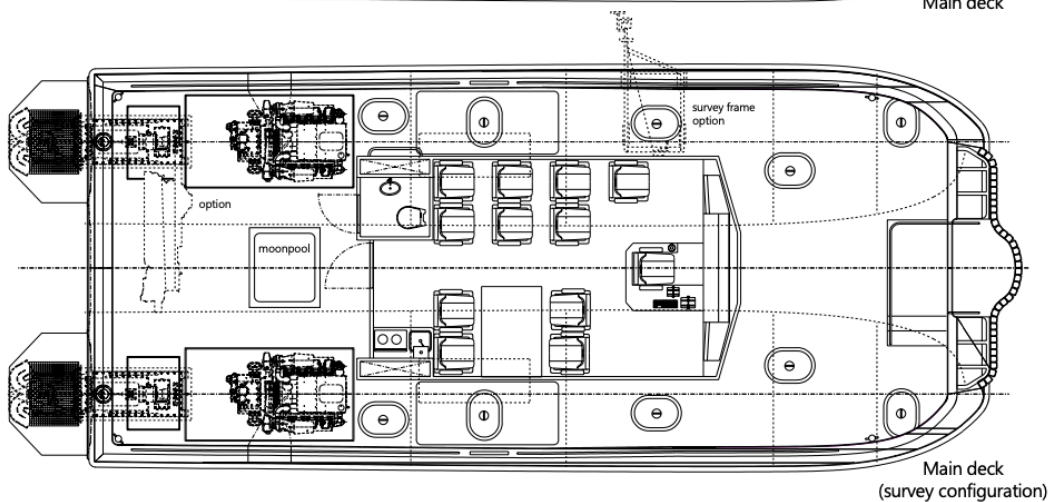 Main deck
survey frame
option
option
moonpool
Main deck
(survey configuration)